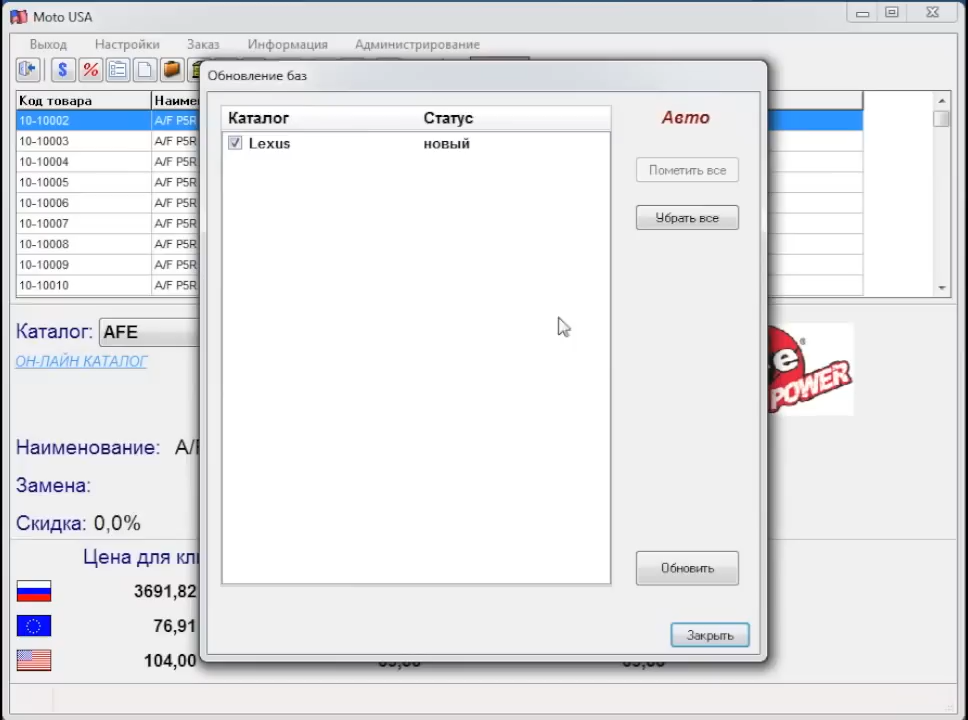 Moto USA
Выход Настройки Заказ Информация Администрирование
Обновление баз
Код товара Наиме
10-10002 A/F P5R
10-10003 A/F P5R
10-10004 A/F P5R
10-10005 A/F P5R
10-10006 A/F P5R
10-10007 A/F P5R
10-10008 A/F P5R
10-10009 A/F P5R
10-10010 A/F P5R
Каталог Статус
Lexus новый
Авто
Пометить все
Убрать все
Обновить
Закрыть
Каталог: AFE
ОН-ЛАЙН КАТАЛОГ
e
POWER
Наименование: A/F
Замена:
Скидка: 0,0%
Цена для кли
3691,82
76,91
104,00